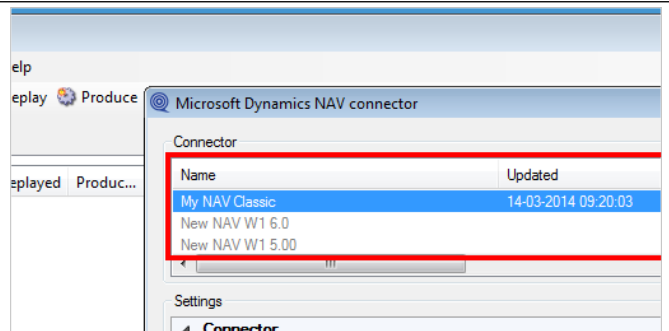 elp
eplay Produce
Microsoft Dynamics NAV connector
Connector
eplayed Produc...
Name Updated
My NAV Classic 14-03-2014 09:20:03
New NAV W1 6.0
New NAV W1 5.00
Settings
Connector